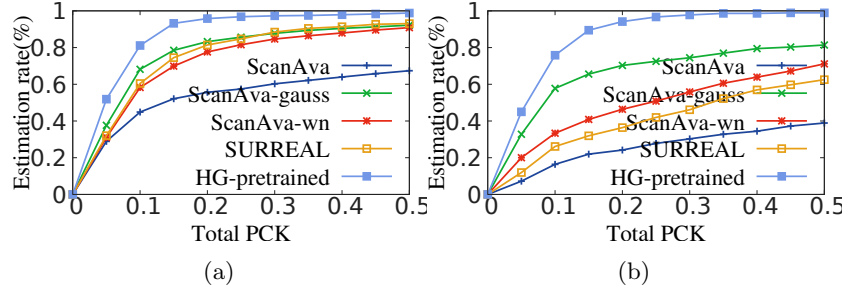 Estimation rate(%)
1
0.8
0.6
0.4
0.2
0
0
0.1
0.2
0.3
0.4
0.5
Total PCK
ScanAva
ScanAva-gauss
ScanAva-wn
SURREAL
HG-pretrained
(a)
Estimation rate(%)
1
0.8
0.6
0.4
0.2
0
0
0.1
0.2
0.3
0.4
0.5
Total PCK
ScanAva
ScanAva-gauss
ScanAva-wn
SURREAL
HG-pretrained
(b)